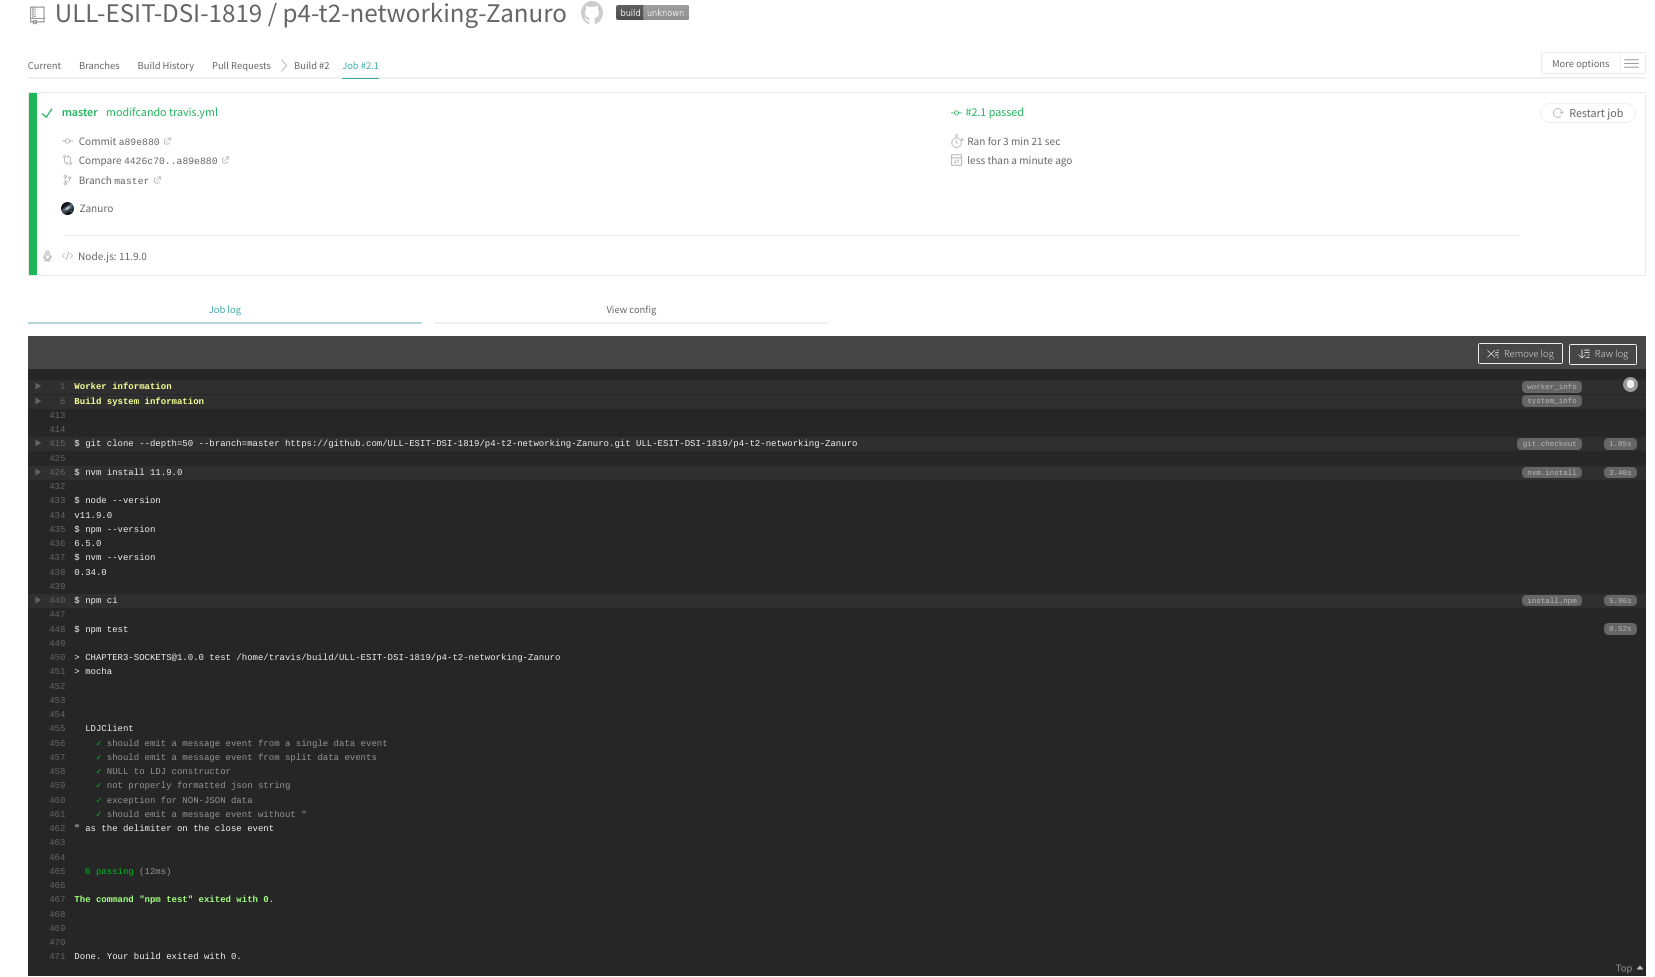 ULL-ESIT-DSI-1819 / p4-t2-networking-Zanuro build unknown
Current Branches Build History Pull Requests Build #2 Job #2.1 More options
master modifcando travis.yml #2.1 passed Restart job
Commit a89e880 Ran for 3 min 21 sec
Compare 4426c70..a89e880 less than a minute ago
Branch master
Zanuro
Node.js: 11.9.0
Job log View config
Remove log Raw log
1 Worker information worker_info
6 Build system information system_info
413
414
415 $ git clone --depth=50 --branch=master https://github.com/ULL-ESIT-DSI-1819/p4-t2-networking-Zanuro.git ULL-ESIT-DSI-1819/p4-t2-networking-Zanuro git.checkout 1.05s
425
426 $ nvm install 11.9.0 nvm.install 3.40s
432
433 $ node --version
434 v11.9.0
435 $ npm --version
436 6.5.0
437 $ nvm --version
438 0.34.0
439
440 $ npm ci install.npm 5.96s
447
448 $ npm test 0.52s
449
450 > CHAPTER3-SOCKETS@1.0.0 test /home/travis/build/ULL-ESIT-DSI-1819/p4-t2-networking-Zanuro
451 > mocha
452
453
454
455 LDJClient
456 ✓ should emit a message event from a single data event
457 ✓ should emit a message event from split data events
458 ✓ NULL to LDJ constructor
459 ✓ not properly formatted json string
460 ✓ exception for NON-JSON data
461 ✓ should emit a message event without "
462 " as the delimiter on the close event
463
464
465 6 passing (12ms)
466
467 The command "npm test" exited with 0.
468
469
470
471 Done. Your build exited with 0.
Top